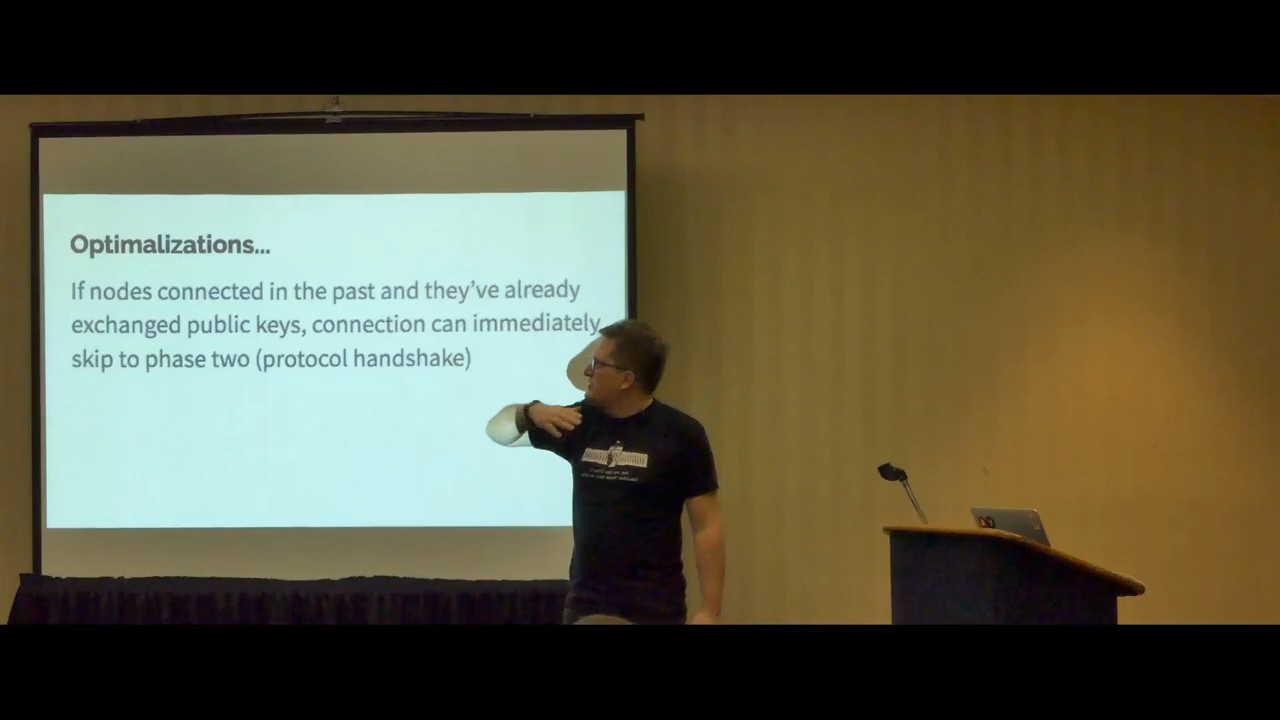 Optimalizations...
If nodes connected in the past and they've already
exchanged public keys, connection can immediately
skip to phase two (protocol handshake)